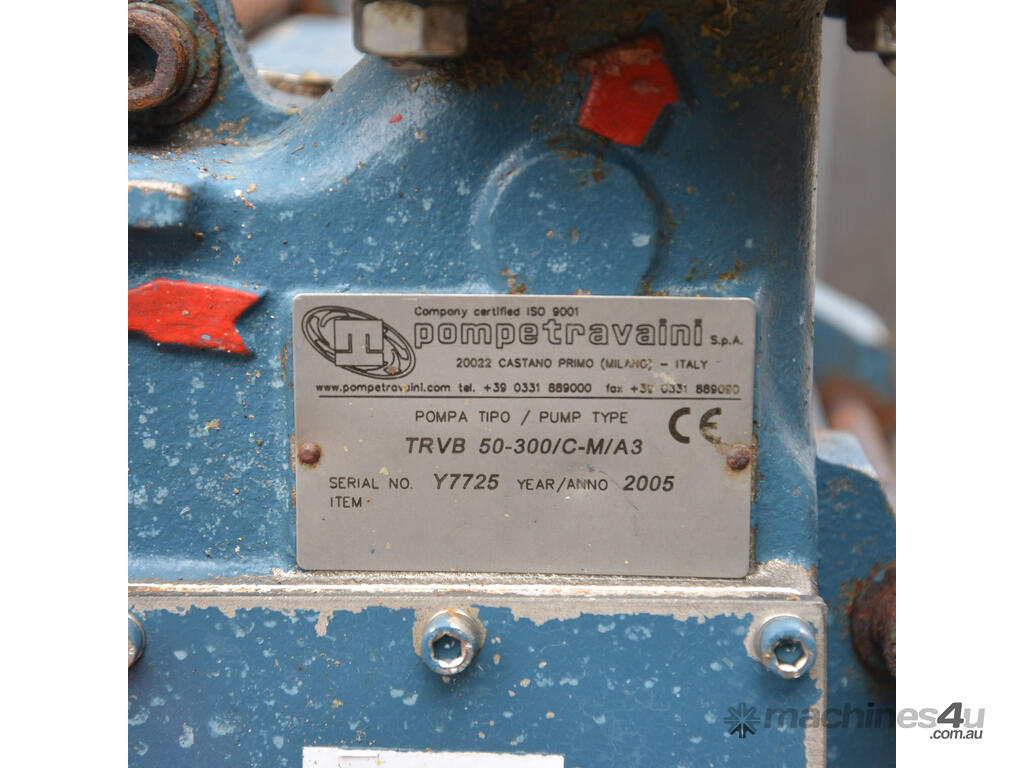 Company certified ISO 9001
pompetravaini S.p.A.
20022 CASTANO PRIMO (MILANO) - ITALY
www.pompetravaini.com tel. +39 0331 889000 fax +39 0331 889090
POMPA TIPO / PUMP TYPE CE
TRVB 50-300/C-M/A3
SERIAL NO. Y7725 YEAR/ANNO 2005
ITEM
machines4u
.com.au